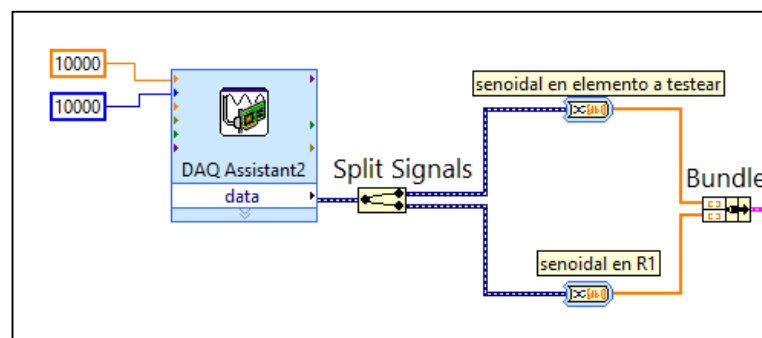 10000
10000
DAQ Assistant2
data
Split Signals
senoidal en elemento a testear
senoidal en R1
Bundle